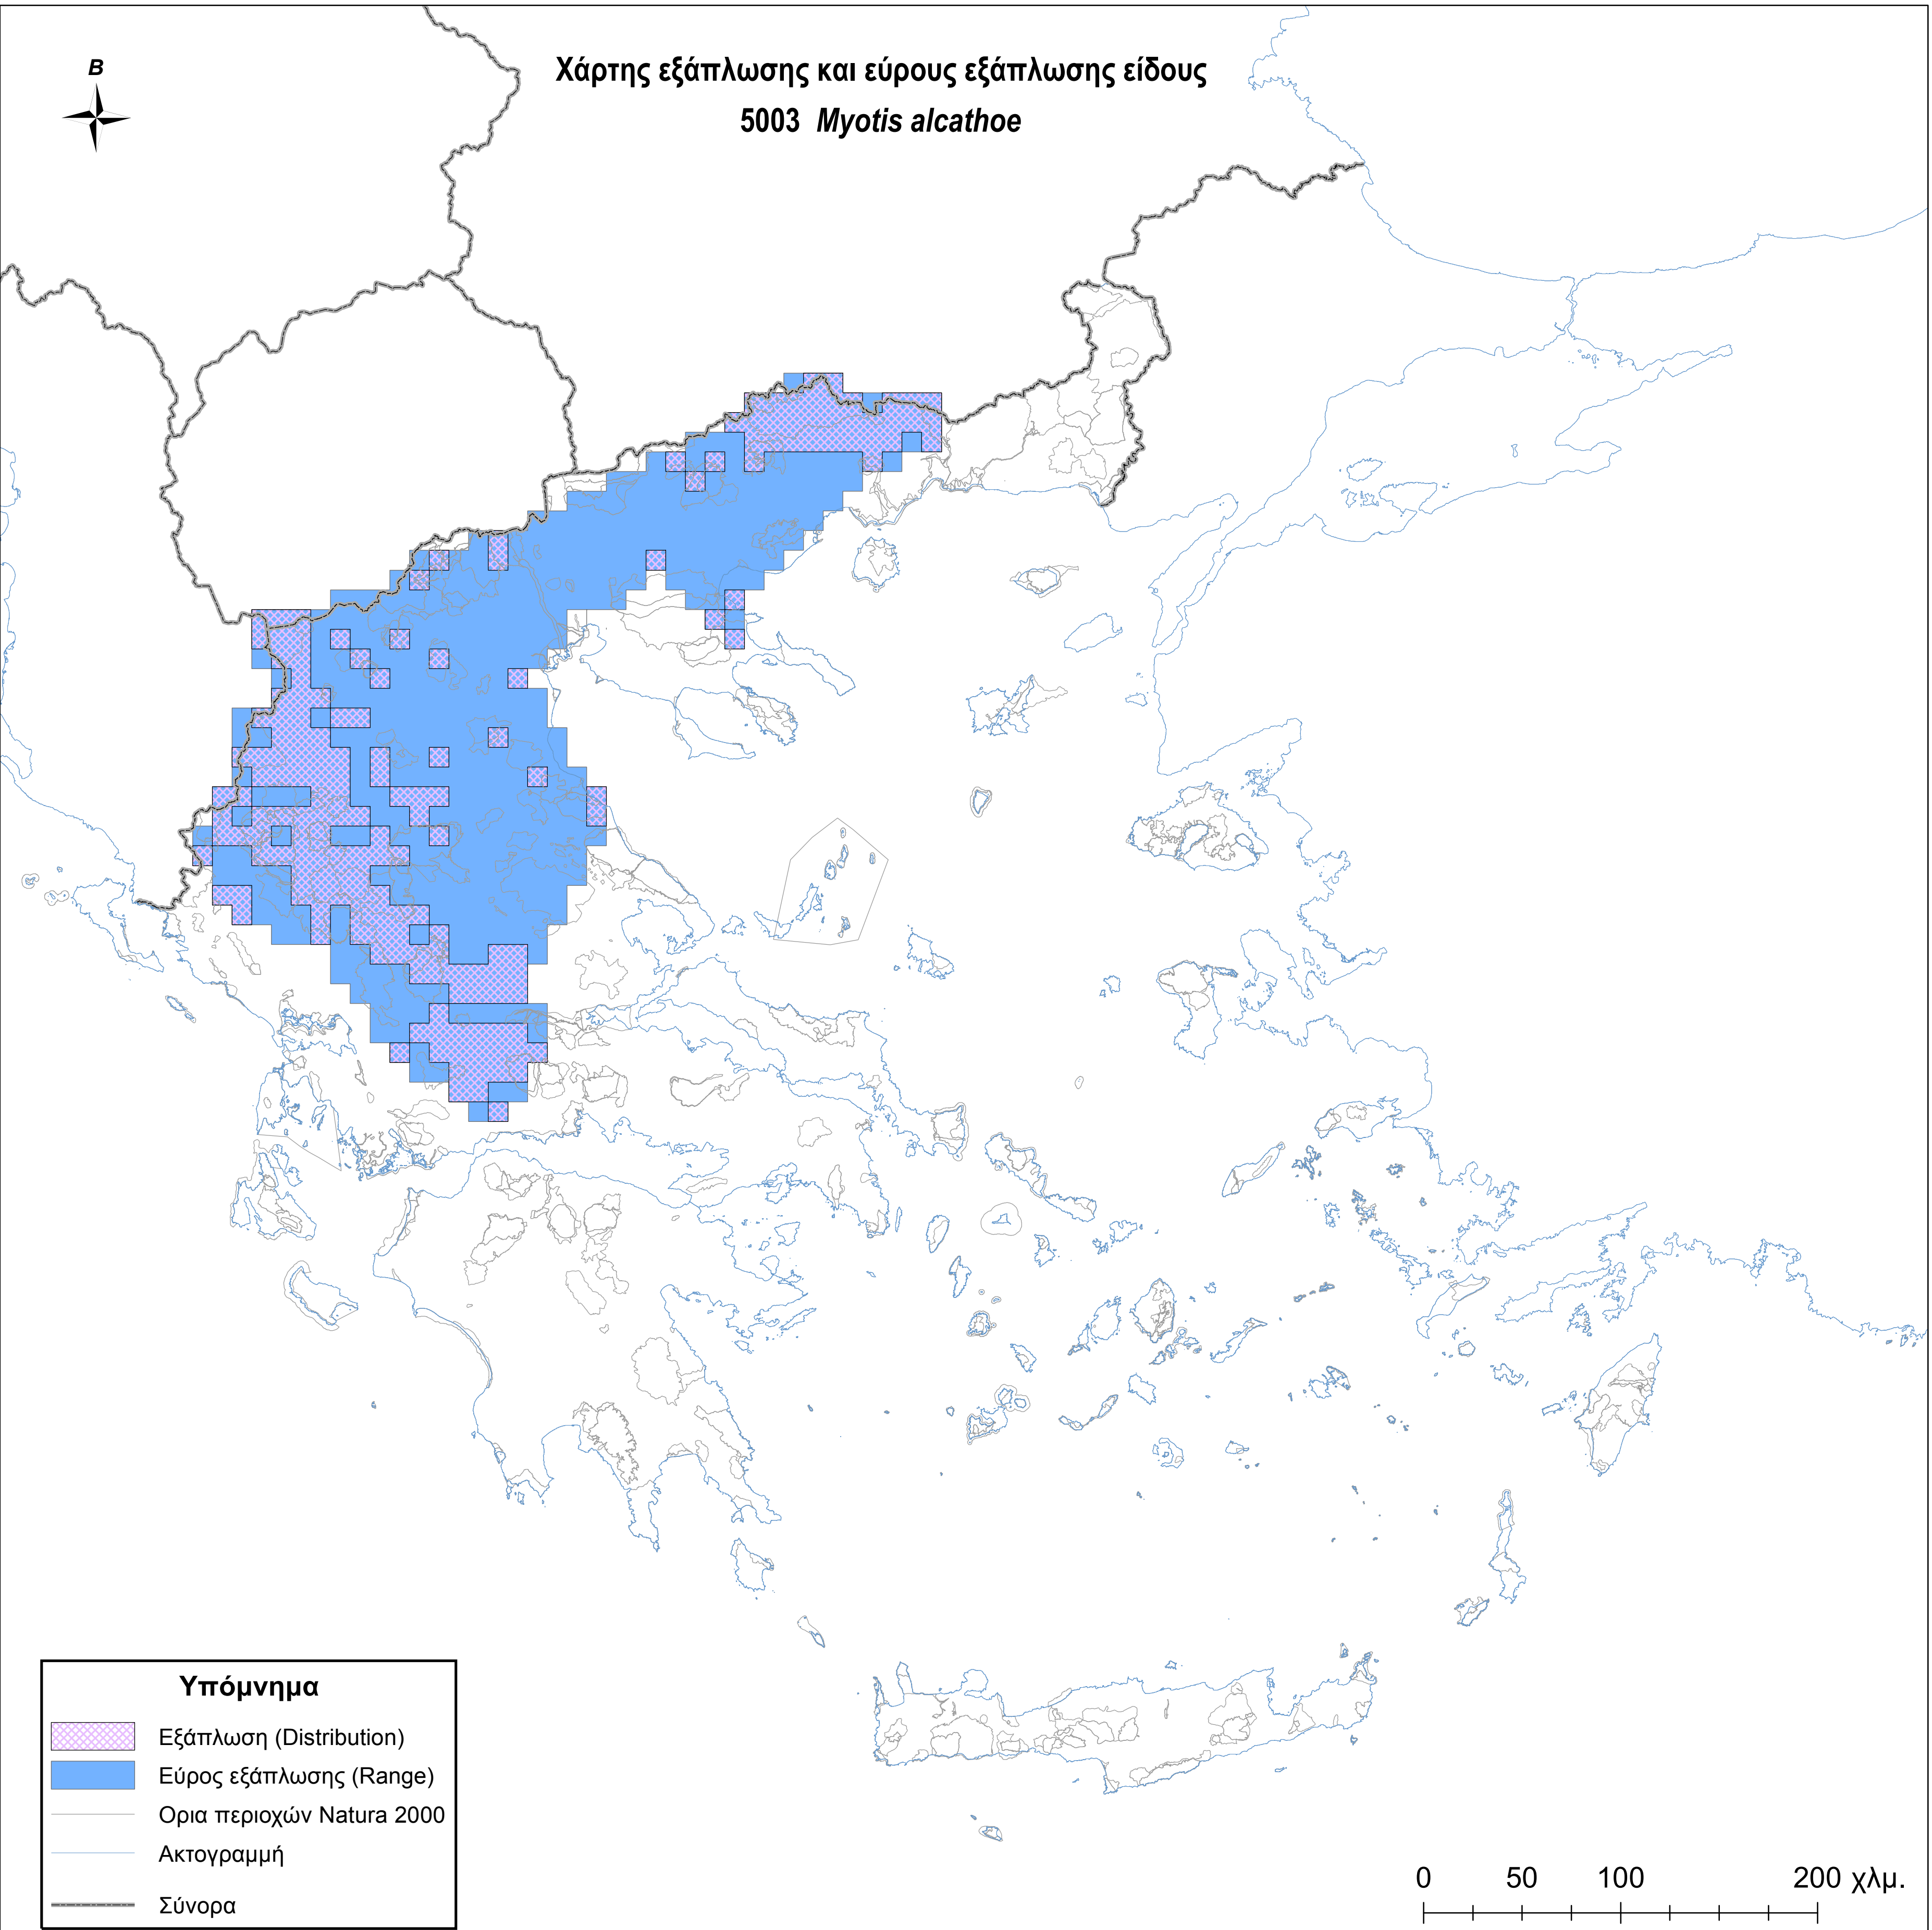 Β
Χάρτης εξάπλωσης και εύρους εξάπλωσης είδους
5003 Myotis alcathoe
Υπόμνημα
Εξάπλωση (Distribution)
Εύρος εξάπλωσης (Range)
Ορια περιοχών Natura 2000
Ακτογραμμή
Σύνορα
0 50 100 200 χλμ.